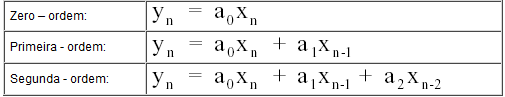 Zero – ordem: yₙ = a₀xₙ
Primeira - ordem: yₙ = a₀xₙ + a₁xₙ₋₁
Segunda - ordem: yₙ = a₀xₙ + a₁xₙ₋₁ + a₂xₙ₋₂